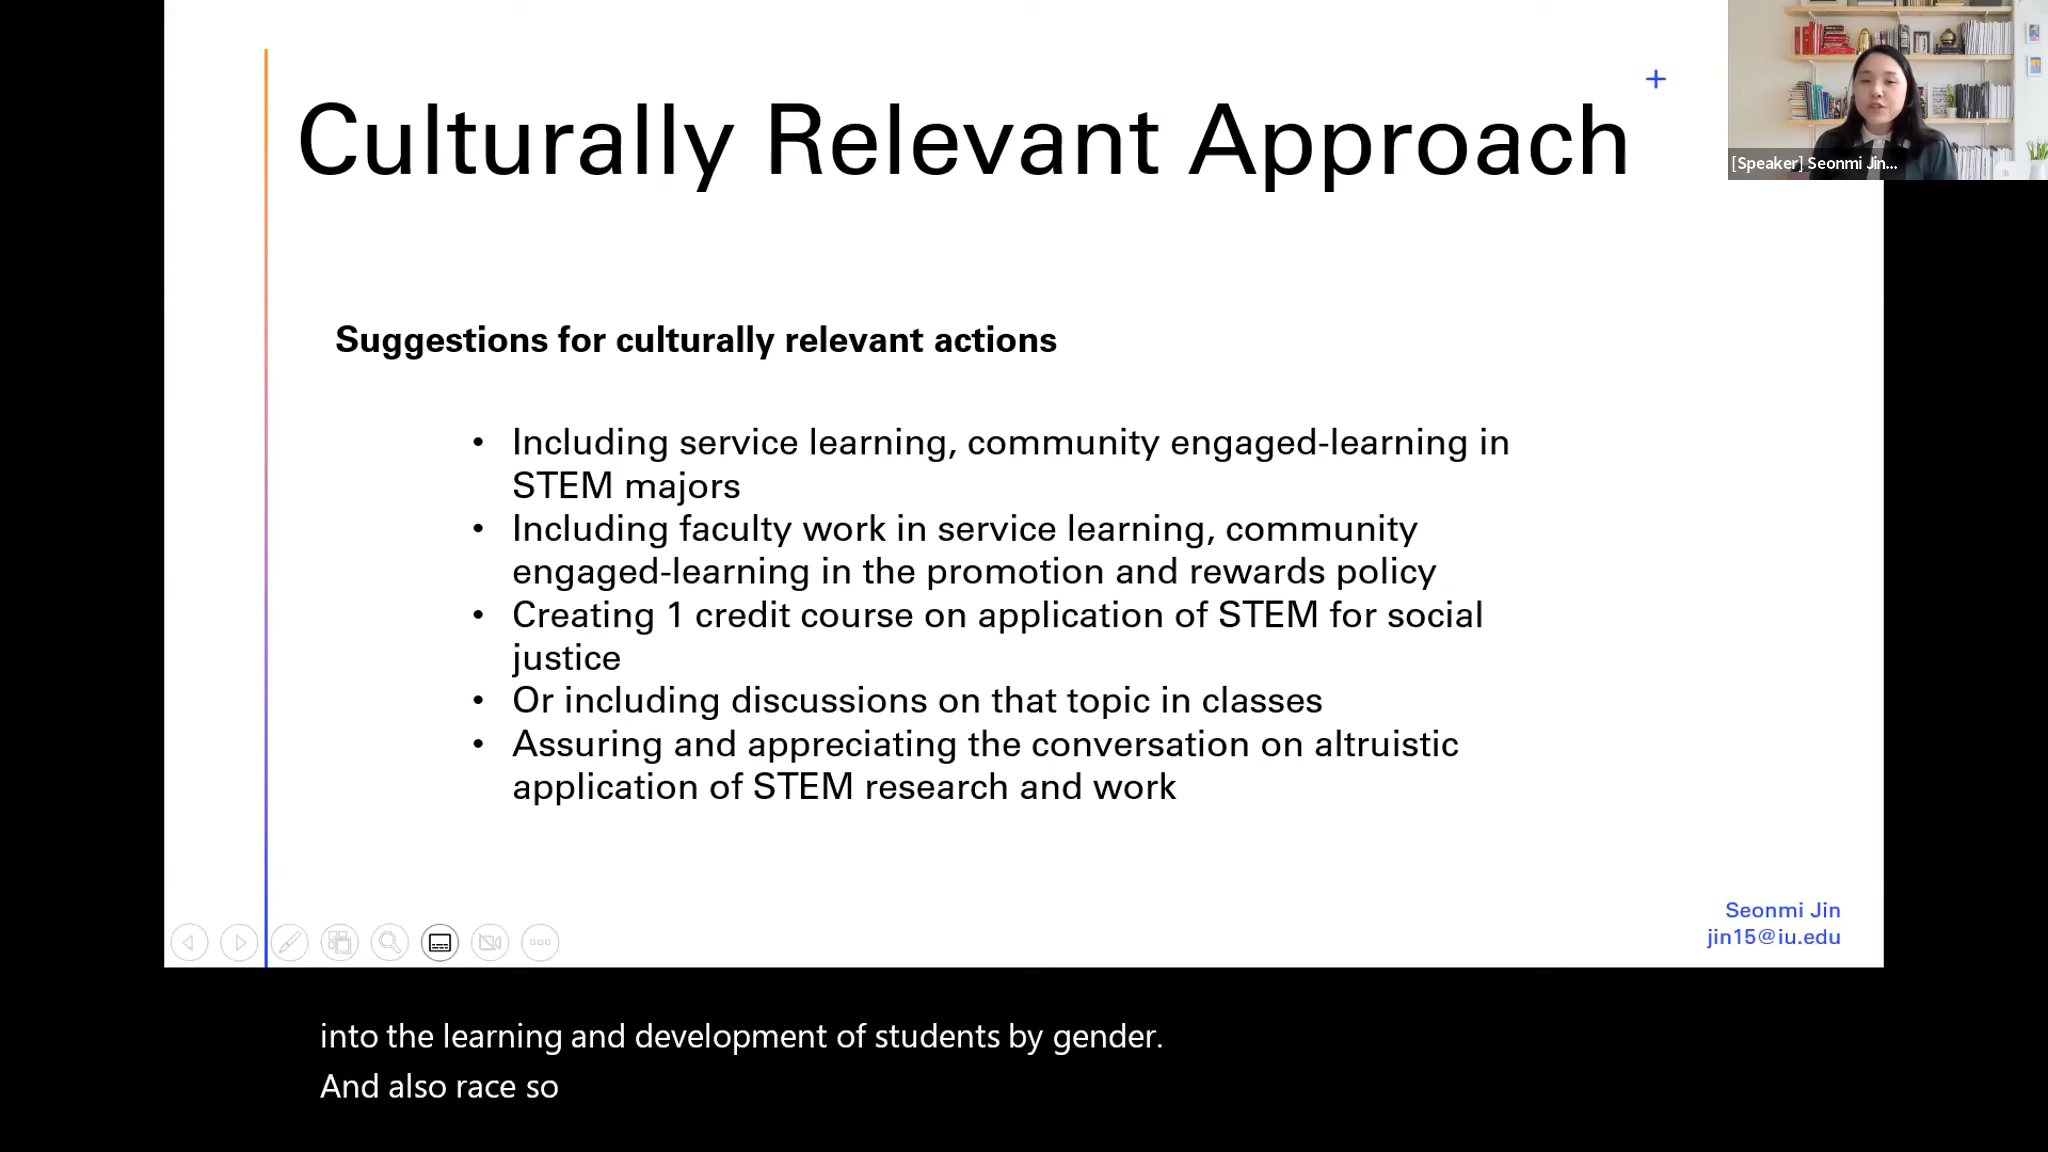 Culturally Relevant Approach
[Speaker] Seonmi Jin...
Suggestions for culturally relevant actions
• Including service learning, community engaged-learning in
STEM majors
• Including faculty work in service learning, community
engaged-learning in the promotion and rewards policy
• Creating 1 credit course on application of STEM for social
justice
• Or including discussions on that topic in classes
• Assuring and appreciating the conversation on altruistic
application of STEM research and work
Seonmi Jin
jin15@iu.edu
into the learning and development of students by gender.
And also race so